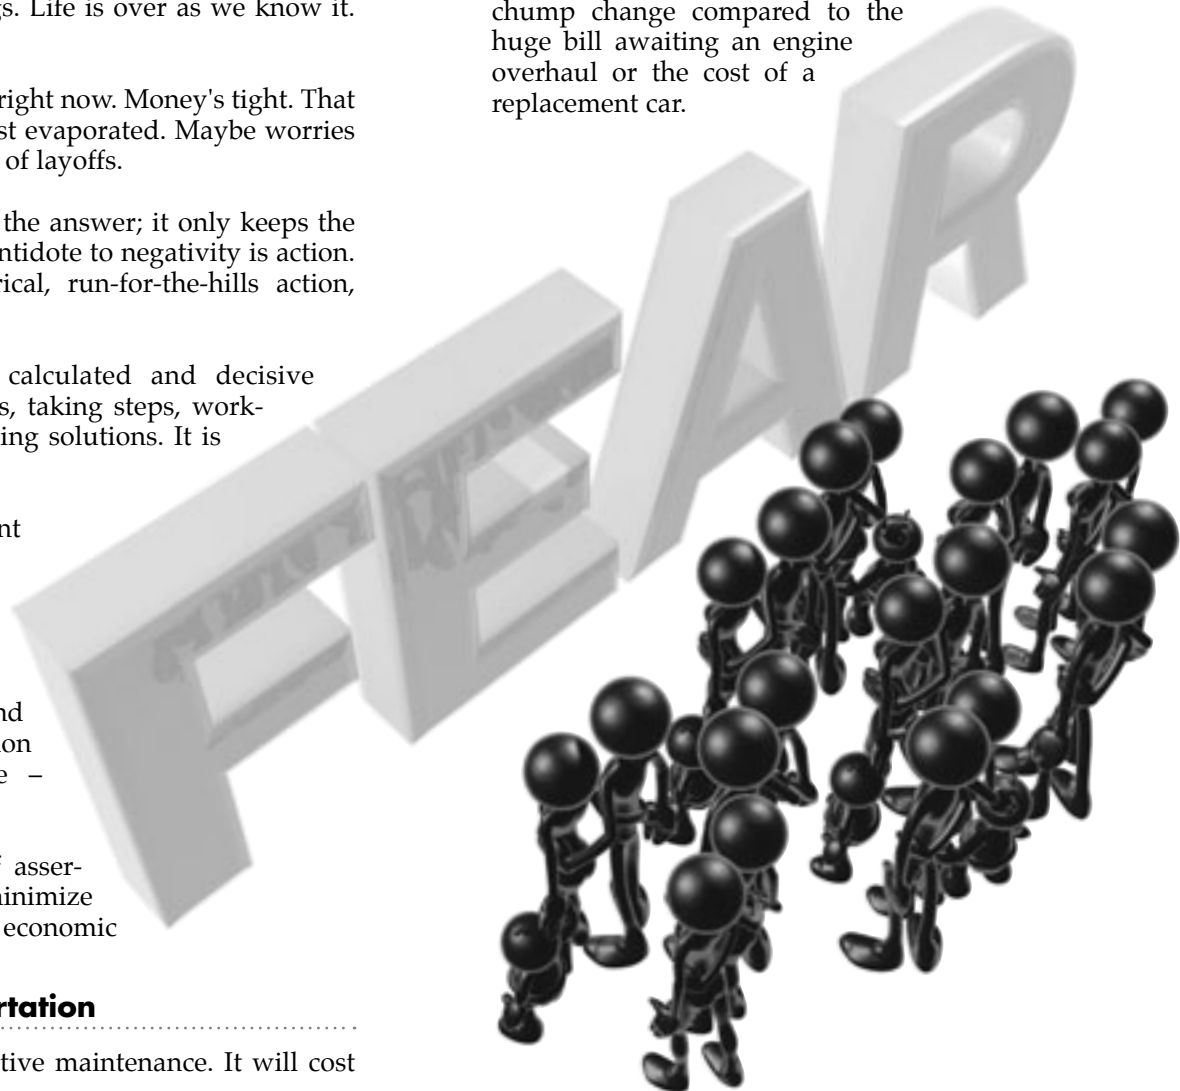 s. Life is over as we know it.
right now. Money's tight. That
st evaporated. Maybe worries
of layoffs.
the answer; it only keeps the
ntidote to negativity is action.
rical, run-for-the-hills action,
calculated and decisive
s, taking steps, work-
ing solutions. It is
nt
nd
on
e –
asser-
inimize
economic
rtation
tive maintenance. It will cost
chump change compared to the
huge bill awaiting an engine
overhaul or the cost of a
replacement car.
FEAR